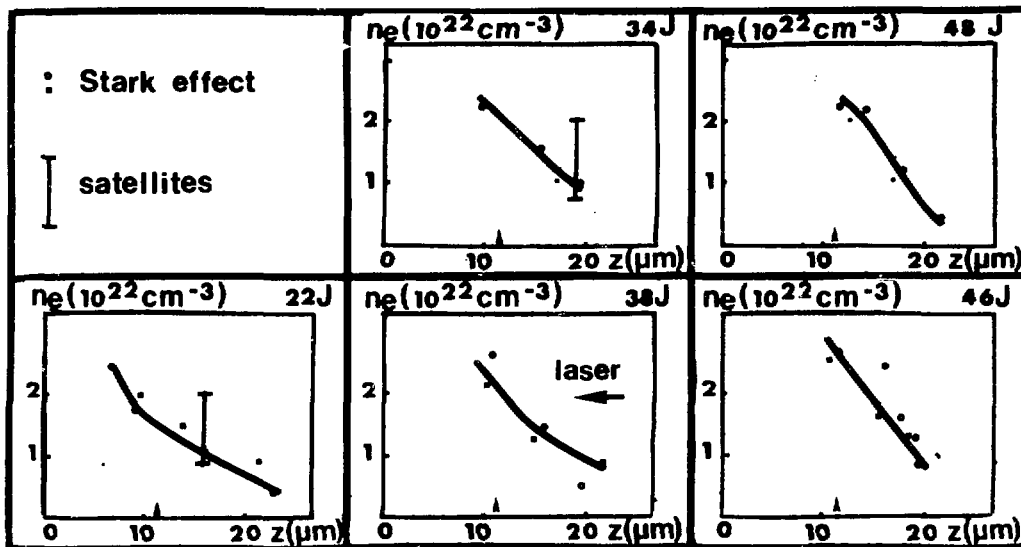 Stark effect
satellites
ne(10²²cm⁻³) 34J
2
1
0 10 20 z(μm)
ne(10²²cm⁻³) 48 J
2
1
0 10 20 z(μm)
ne(10²²cm⁻³) 22J
2
1
0 10 20 z(μm)
ne(10²²cm⁻³) 38J
laser
2
1
0 10 20 z(μm)
ne(10²²cm⁻³) 46J
2
1
0 10 20 z(μm)